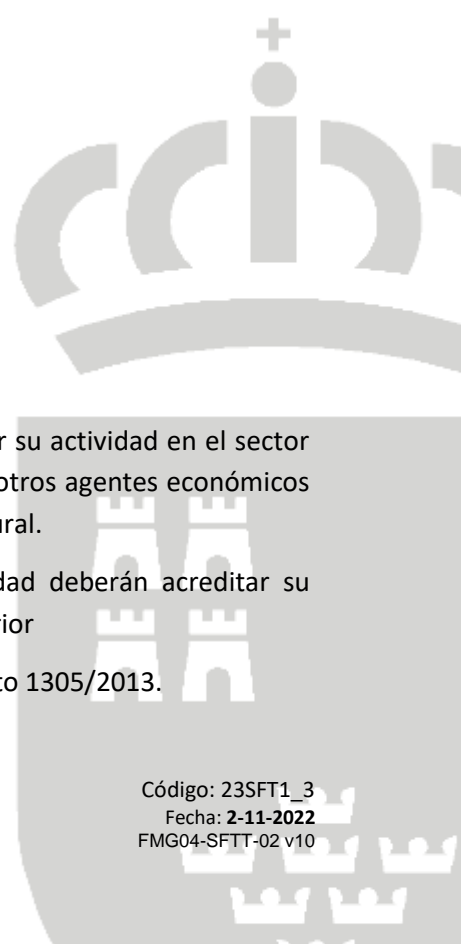 r su actividad en el sector
otros agentes económicos
ural.
dad deberán acreditar su
rior
to 1305/2013.
Código: 23SFT1_3
Fecha: 2-11-2022
FMG04-SFTT-02 v10